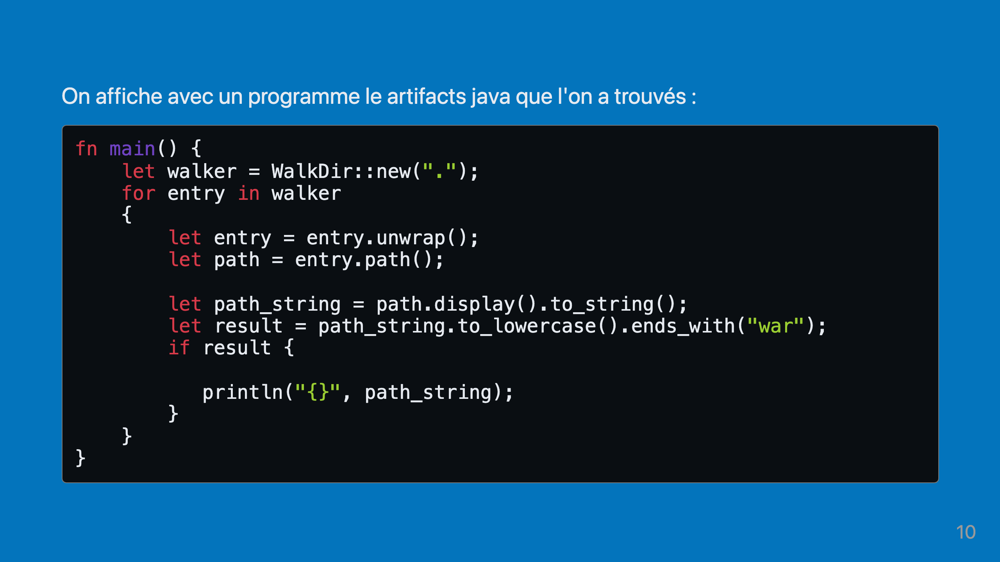 On affiche avec un programme le artifacts java que l'on a trouvés :
fn main() {
    let walker = WalkDir::new(".");
    for entry in walker
    {
        let entry = entry.unwrap();
        let path = entry.path();

        let path_string = path.display().to_string();
        let result = path_string.to_lowercase().ends_with("war");
        if result {

           println("{}", path_string);
        }
    }
}
10